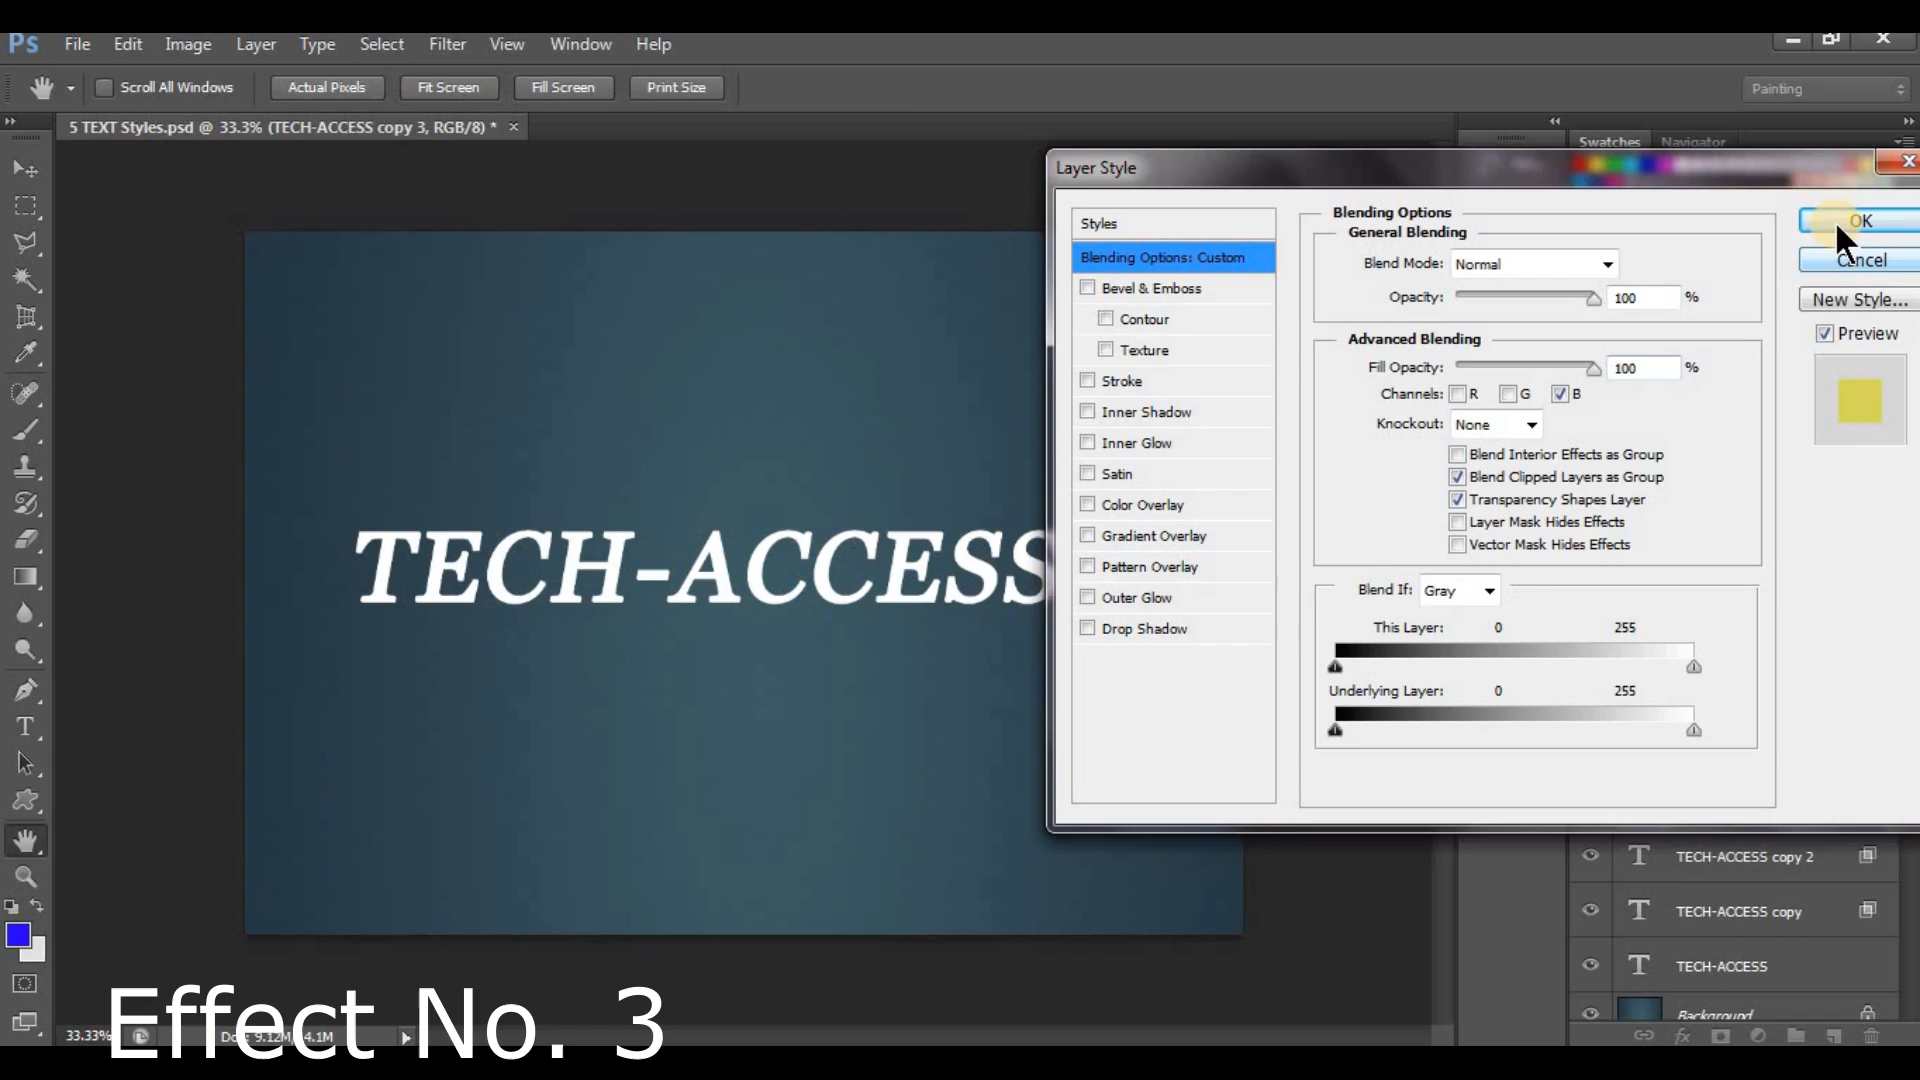 Ps File Edit Image Layer Type Select Filter View Window Help
Scroll All Windows Actual Pixels Fit Screen Fill Screen Print Size Painting
5 TEXT Styles.psd @ 33.3% (TECH-ACCESS copy 3, RGB/8) *
Swatches Navigator
Layer Style
Styles
Blending Options: Custom
Bevel & Emboss
Contour
Texture
Stroke
Inner Shadow
Inner Glow
Satin
Color Overlay
Gradient Overlay
Pattern Overlay
Outer Glow
Drop Shadow
Blending Options
General Blending
Blend Mode: Normal
Opacity: 100 %
Advanced Blending
Fill Opacity: 100 %
Channels: R G B
Knockout: None
Blend Interior Effects as Group
Blend Clipped Layers as Group
Transparency Shapes Layer
Layer Mask Hides Effects
Vector Mask Hides Effects
Blend If: Gray
This Layer: 0 255
Underlying Layer: 0 255
OK
Cancel
New Style...
Preview
TECH-ACCESS
TECH-ACCESS copy 2
TECH-ACCESS copy
TECH-ACCESS
Background
33.33%
Effect No. 3